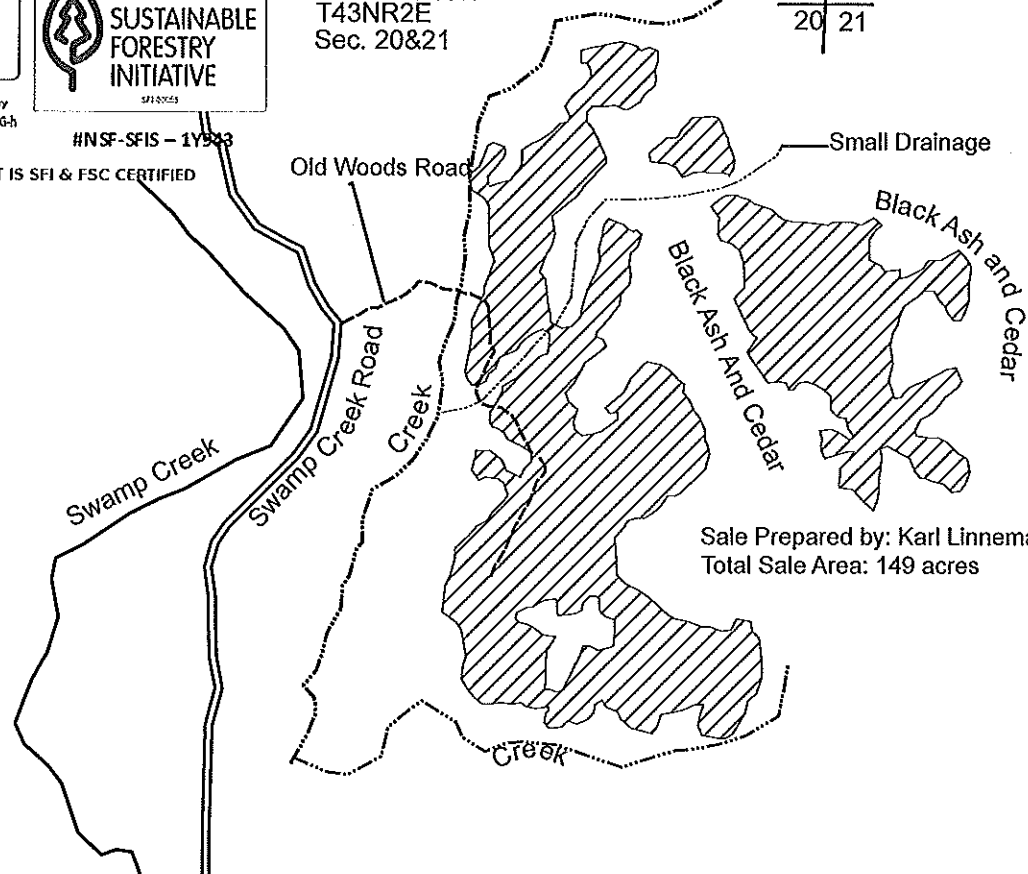 SUSTAINABLE
FORESTRY
INITIATIVE
#NSF-SFIS – 1Y943
T IS SFI & FSC CERTIFIED
T43NR2E
Sec. 20&21
20 21
Small Drainage
Old Woods Road
Black Ash and Cedar
Black Ash And Cedar
Swamp Creek Road
Creek
Swamp Creek
Sale Prepared by: Karl Linnema
Total Sale Area: 149 acres
Creek